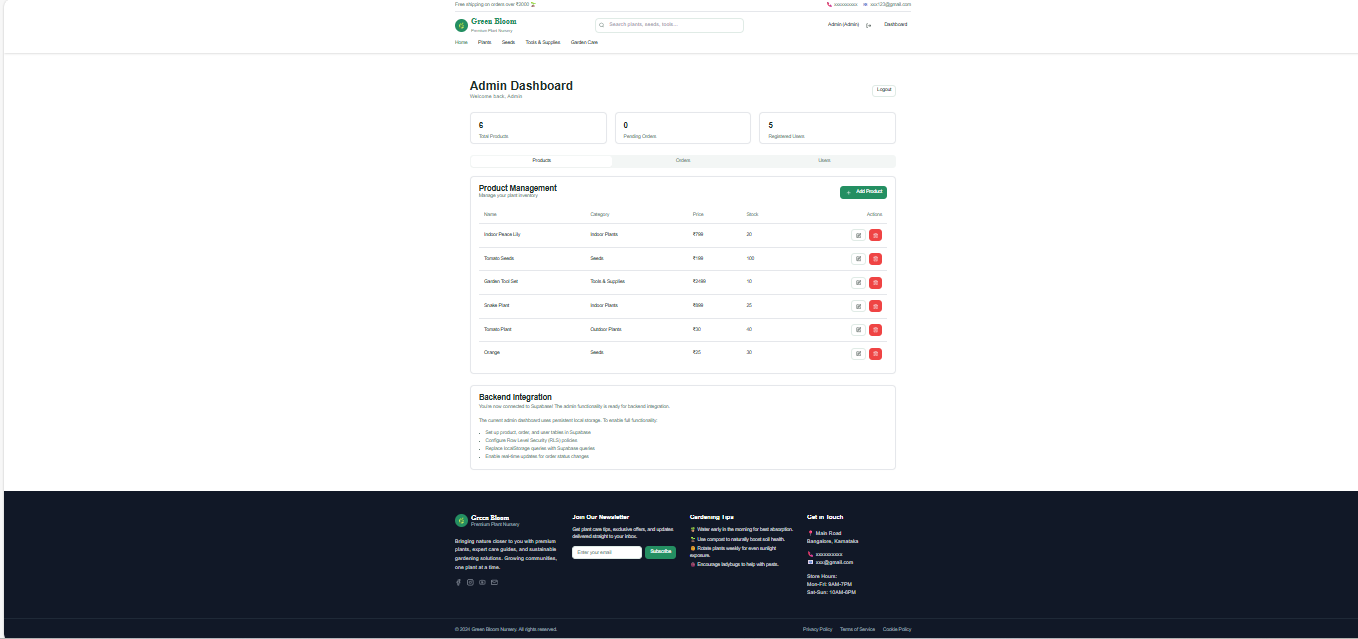 Free shipping on orders over ₹2000
xxxxxxxxxx xxx123@gmail.com
Green Bloom
Premium Plant Nursery
Search plants, seeds, tools...
Admin (Admin) Dashboard
Home Plants Seeds Tools & Supplies Garden Care
Admin Dashboard
Welcome back, Admin
Logout
6 0 5
Total Products Pending Orders Registered Users
Products Orders Users
Product Management
Manage your plant inventory
+ Add Product
Name Category Price Stock Actions
Indoor Peace Lily Indoor Plants ₹799 20
Tomato Seeds Seeds ₹199 100
Garden Tool Set Tools & Supplies ₹2499 10
Snake Plant Indoor Plants ₹899 25
Tomato Plant Outdoor Plants ₹30 40
Orange Seeds ₹25 30
Backend Integration
You're now connected to Supabase! The admin functionality is ready for backend integration.
The current admin dashboard uses persistent local storage. To enable full functionality:
• Set up product, order, and user tables in Supabase
• Configure Row Level Security (RLS) policies
• Replace localStorage queries with Supabase queries
• Enable real-time updates for order status changes
Green Bloom
Premium Plant Nursery
Bringing nature closer to you with premium
plants, expert care guides, and sustainable
gardening solutions. Growing communities,
one plant at a time.
Join Our Newsletter
Get plant care tips, exclusive offers, and updates
delivered straight to your inbox.
Enter your email Subscribe
Gardening Tips
Water early in the morning for best absorption.
Use compost to naturally boost soil health.
Rotate plants weekly for even sunlight
exposure.
Encourage ladybugs to help with pests.
Get in Touch
Main Road
Bangalore, Karnataka
xxxxxxxxxx
xxx@gmail.com
Store Hours:
Mon-Fri: 8AM-7PM
Sat-Sun: 10AM-6PM
© 2024 Green Bloom Nursery. All rights reserved.
Privacy Policy Terms of Service Cookie Policy